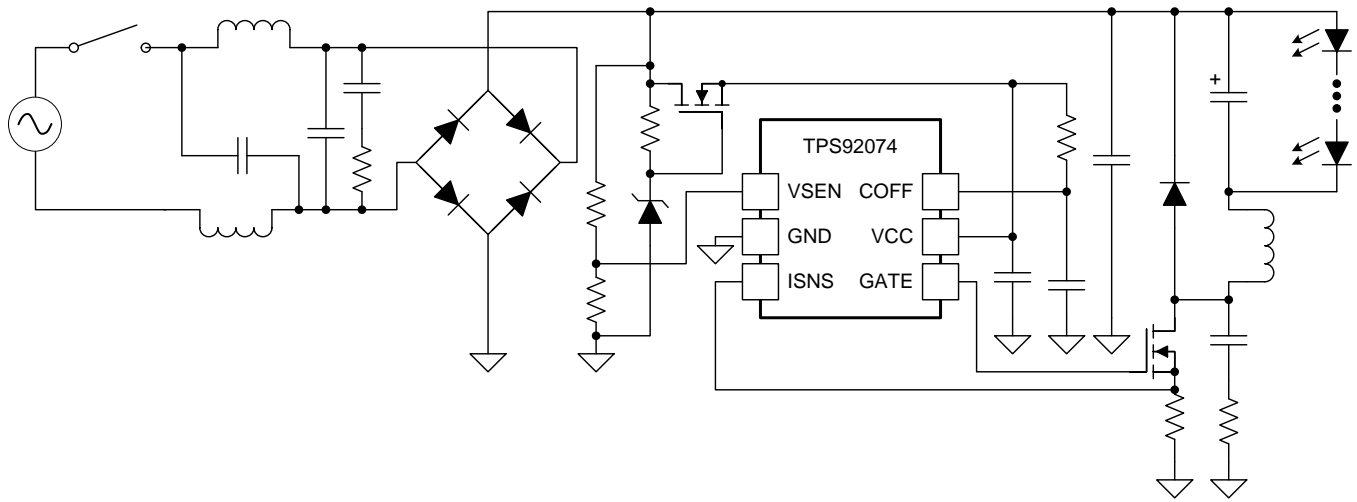 +
TPS92074
VSEN COFF
GND VCC
ISNS GATE